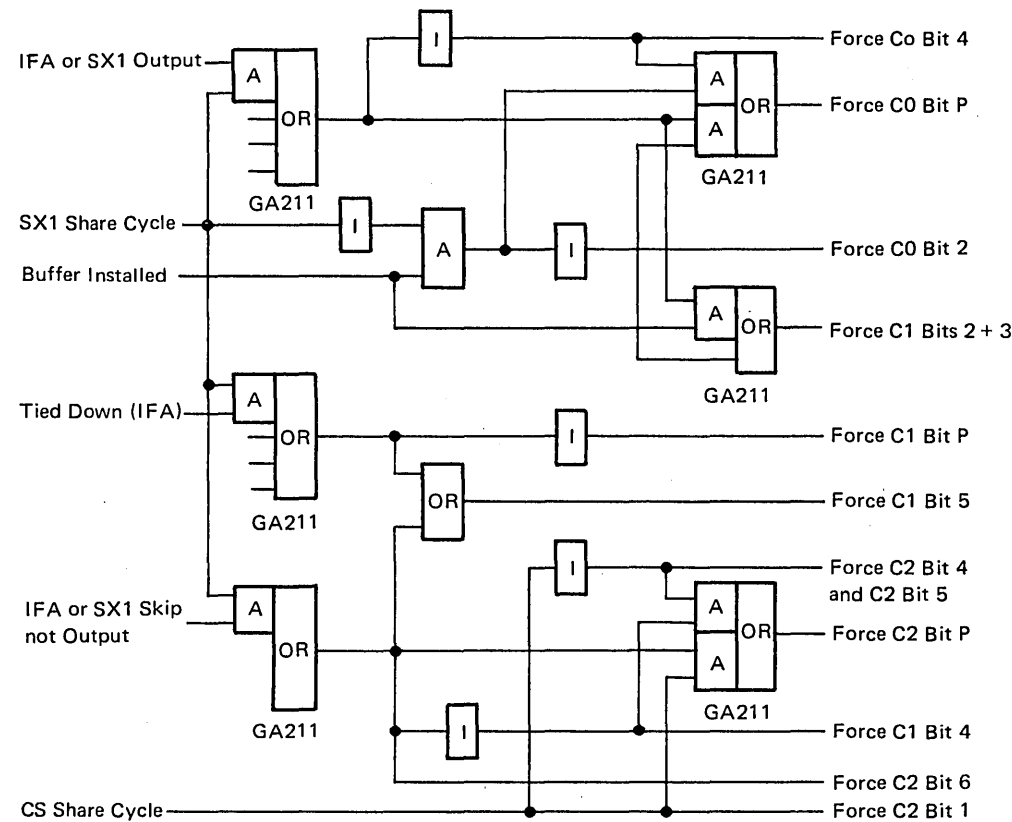 I
Force Co Bit 4
IFA or SX1 Output
A
OR
A
OR
Force C0 Bit P
A
GA211
GA211
SX1 Share Cycle
I
A
I
Force C0 Bit 2
Buffer Installed
A
OR
Force C1 Bits 2 + 3
GA211
Tied Down (IFA)
A
OR
I
Force C1 Bit P
OR
Force C1 Bit 5
GA211
I
Force C2 Bit 4
and C2 Bit 5
IFA or SX1 Skip
not Output
A
OR
A
OR
Force C2 Bit P
A
GA211
GA211
I
Force C1 Bit 4
Force C2 Bit 6
CS Share Cycle
Force C2 Bit 1